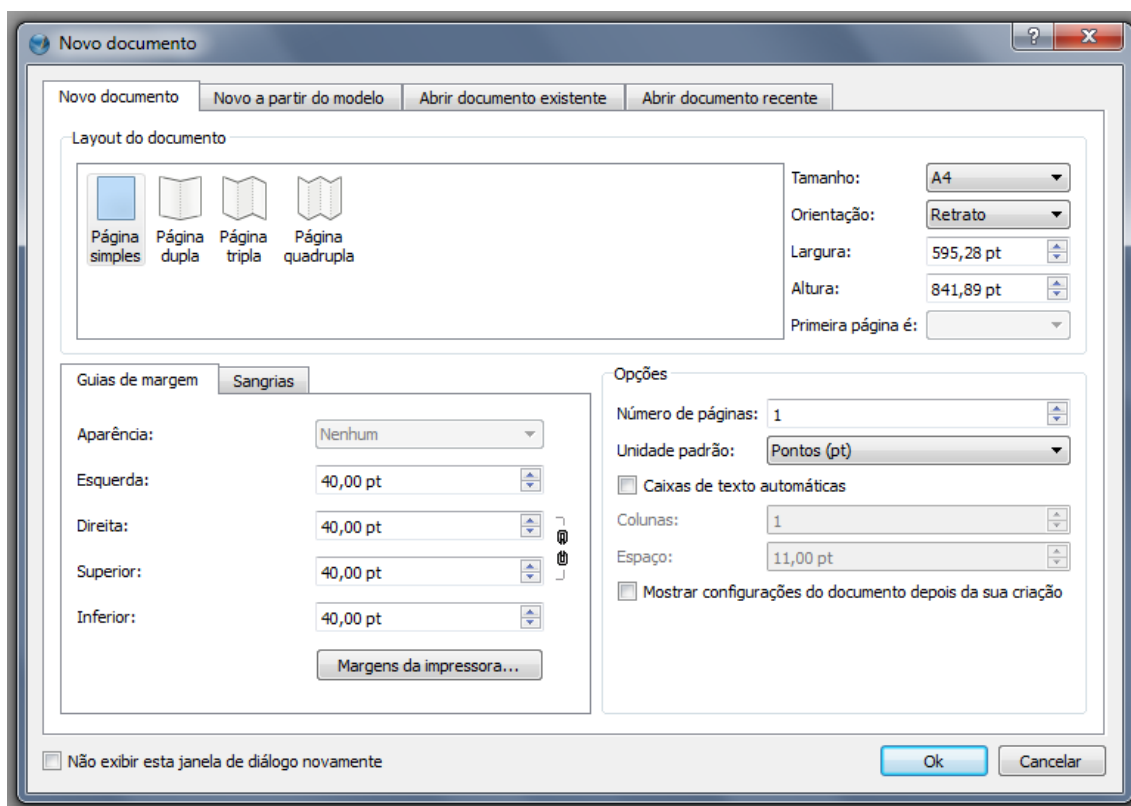 Novo documento
?
Novo documento
Novo a partir do modelo
Abrir documento existente
Abrir documento recente
Layout do documento
Página simples
Página dupla
Página tripla
Página quadrupla
Tamanho: A4
Orientação: Retrato
Largura: 595,28 pt
Altura: 841,89 pt
Primeira página é:
Guias de margem
Sangrias
Aparência: Nenhum
Esquerda: 40,00 pt
Direita: 40,00 pt
Superior: 40,00 pt
Inferior: 40,00 pt
Margens da impressora...
Opções
Número de páginas: 1
Unidade padrão: Pontos (pt)
Caixas de texto automáticas
Colunas: 1
Espaço: 11,00 pt
Mostrar configurações do documento depois da sua criação
Não exibir esta janela de diálogo novamente
Ok
Cancelar